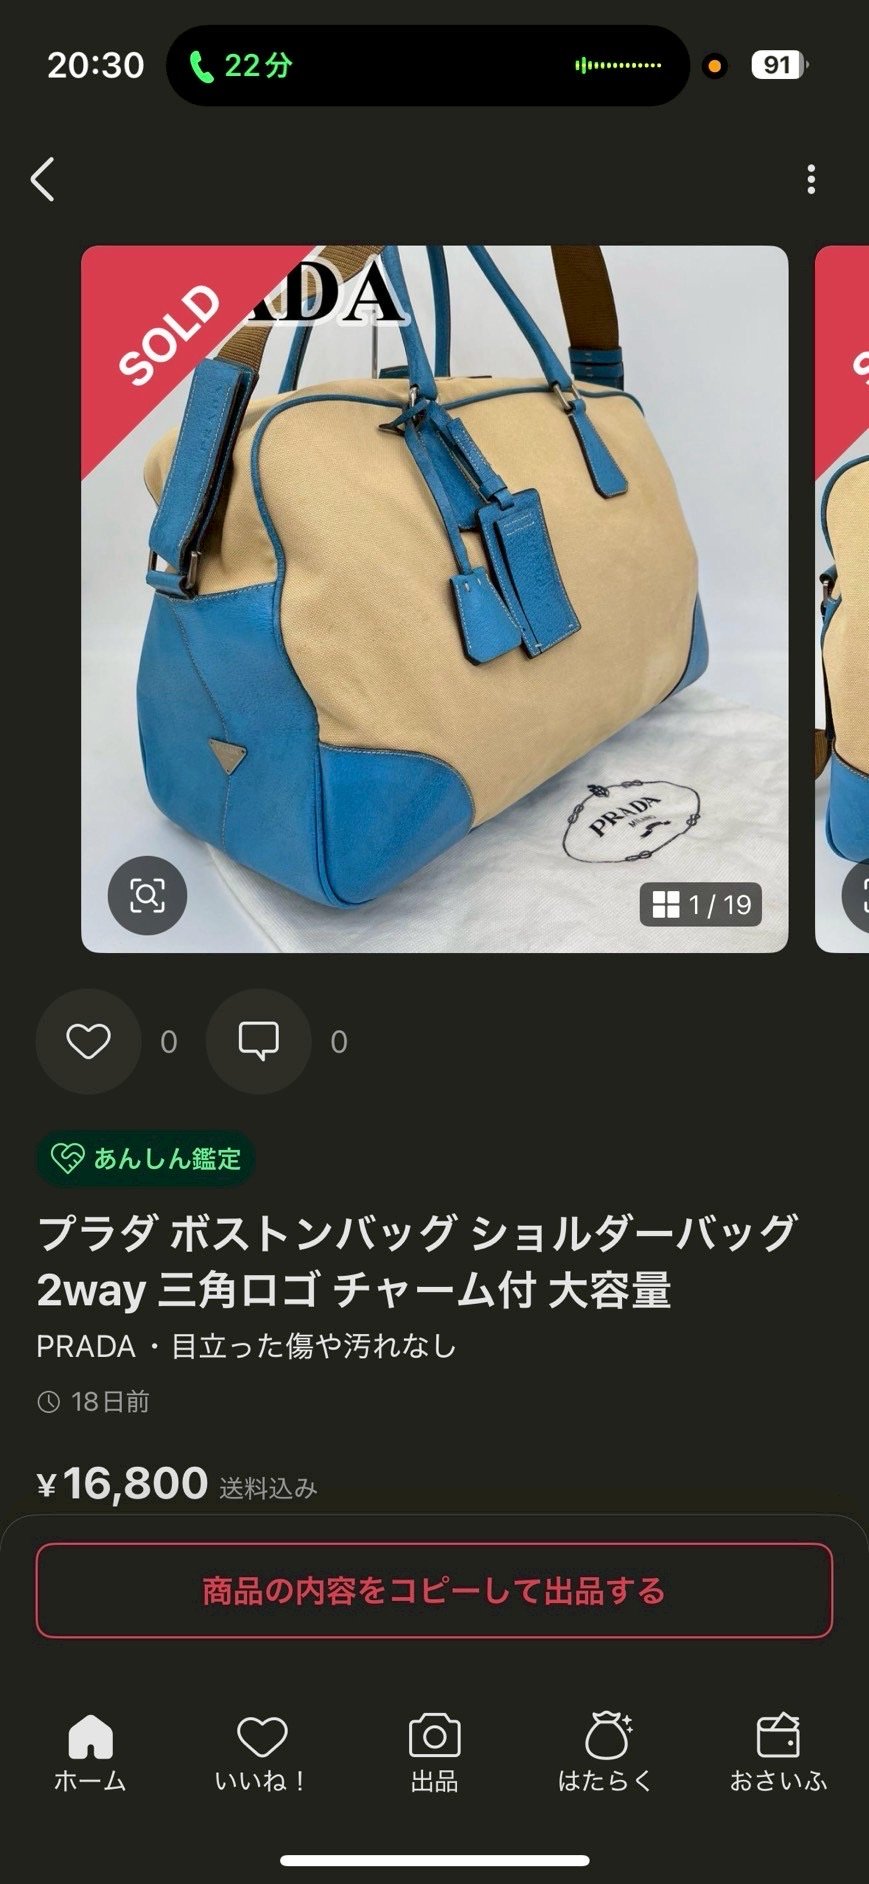 20:30
22分
91
SOLD
ADA
PRADA
MILANO
1 / 19
0
0
あんしん鑑定
プラダ ボストンバッグ ショルダーバッグ
2way 三角ロゴ チャーム付 大容量
PRADA・目立った傷や汚れなし
18日前
¥16,800 送料込み
商品の内容をコピーして出品する
ホーム
いいね！
出品
はたらく
おさいふ